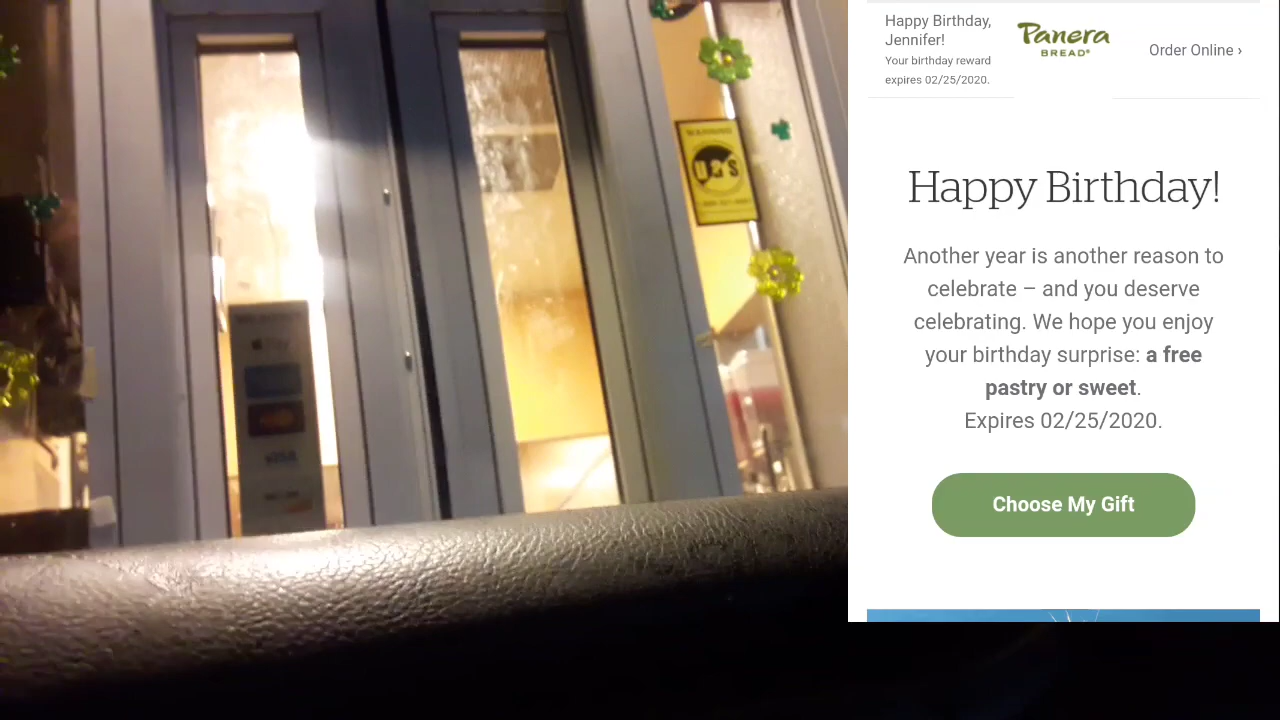 WARNING
U.S
VISA
Happy Birthday,
Jennifer!
Your birthday reward
expires 02/25/2020.
Panera
BREAD®
Order Online ›
Happy Birthday!
Another year is another reason to
celebrate – and you deserve
celebrating. We hope you enjoy
your birthday surprise: a free
pastry or sweet.
Expires 02/25/2020.
Choose My Gift